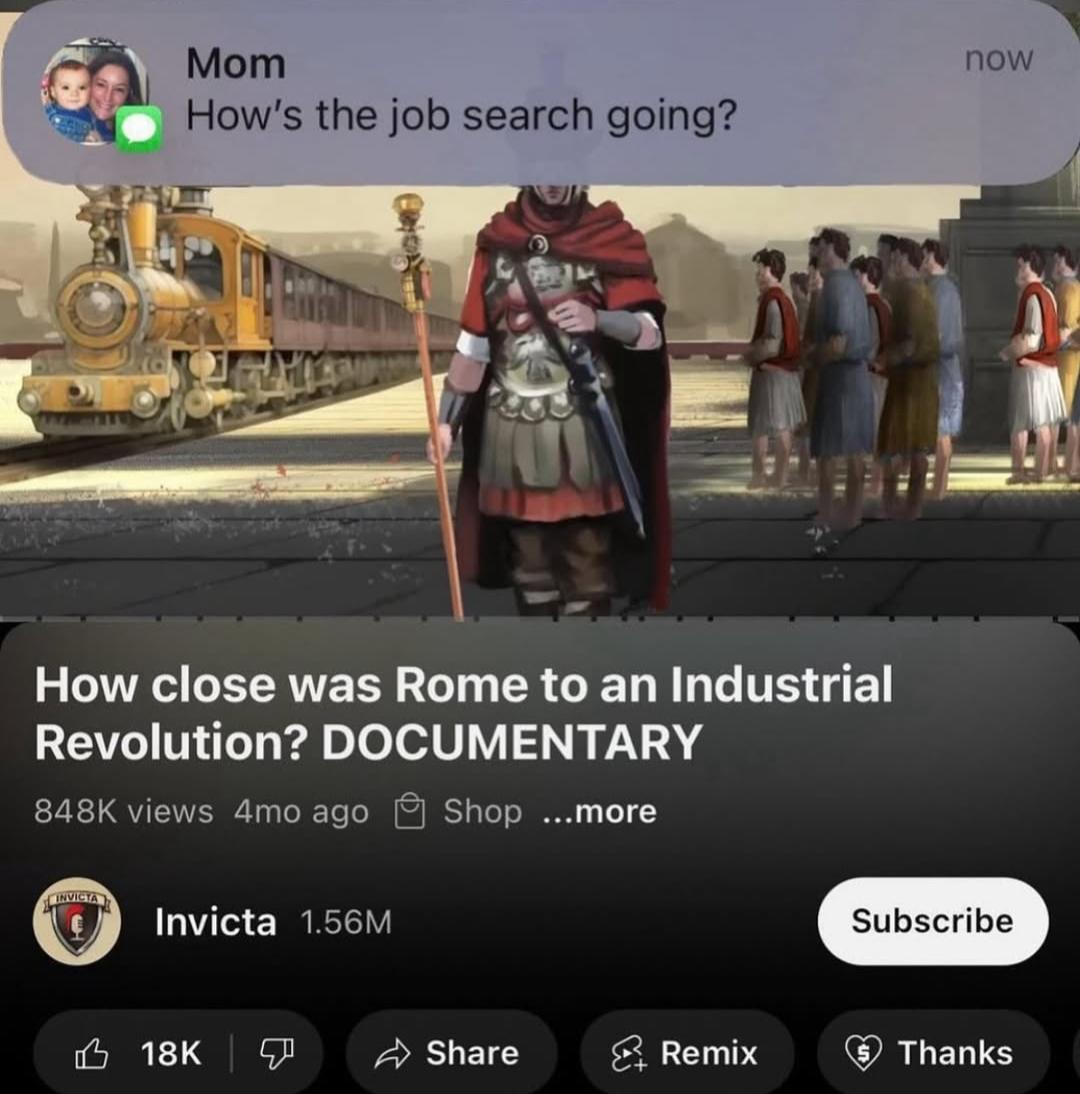 Mom
now
How's the job search going?
How close was Rome to an Industrial
Revolution? DOCUMENTARY
848K views 4mo ago Shop ...more
INVICTA
Invicta 1.56M
Subscribe
18K Share Remix Thanks